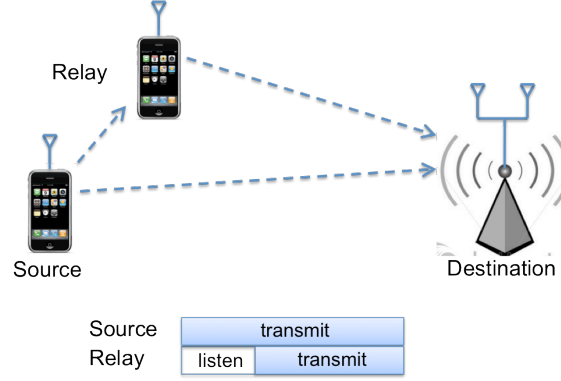 Relay
Source
Destination
Source transmit
Relay listen transmit